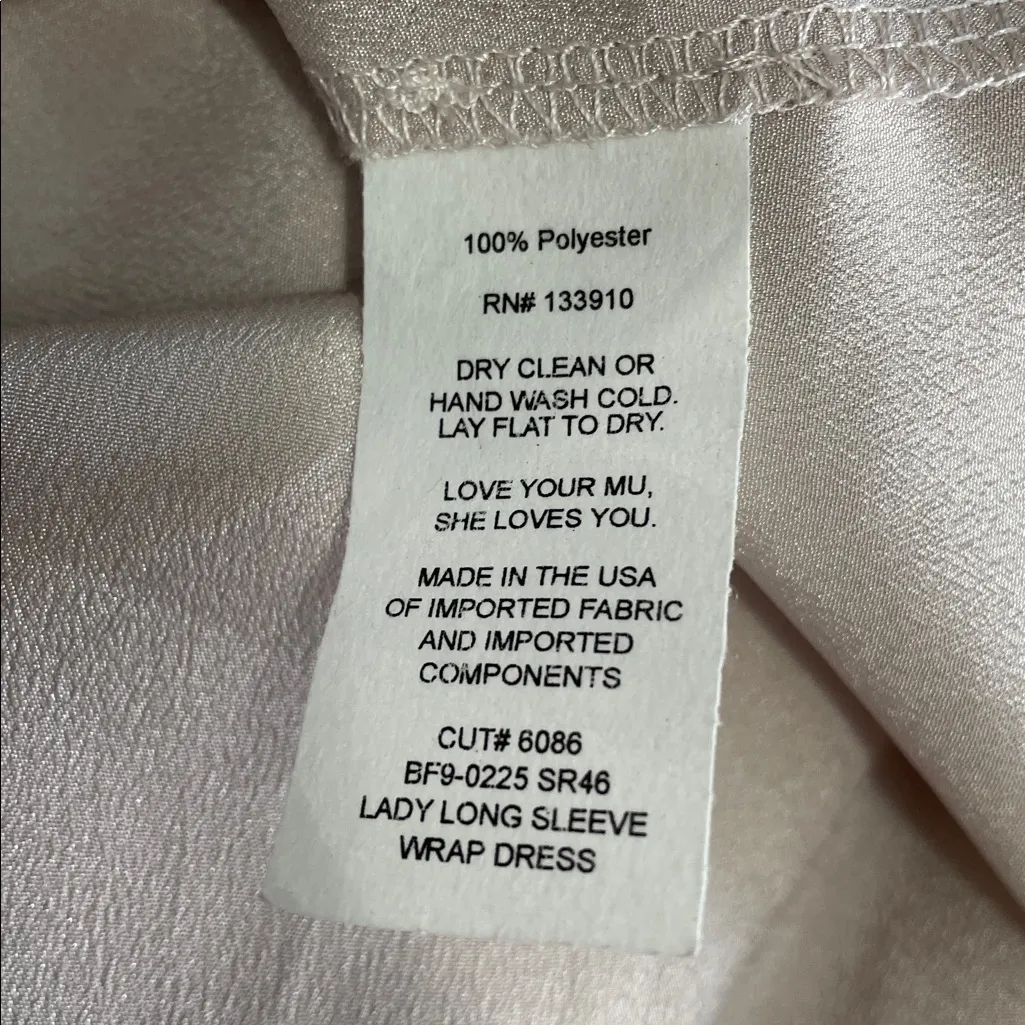 100% Polyester
RN# 133910
DRY CLEAN OR
HAND WASH COLD.
LAY FLAT TO DRY.
LOVE YOUR MU,
SHE LOVES YOU.
MADE IN THE USA
OF IMPORTED FABRIC
AND IMPORTED
COMPONENTS
CUT# 6086
BF9-0225 SR46
LADY LONG SLEEVE
WRAP DRESS